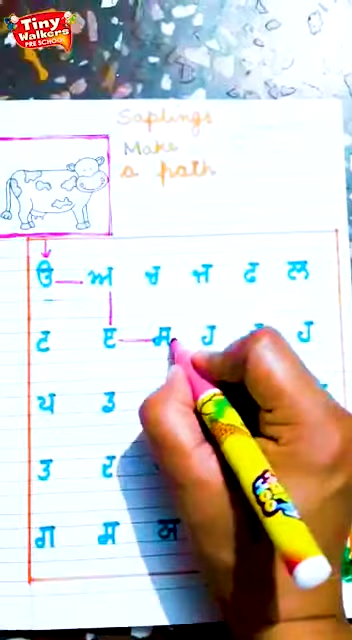 Tiny
Walkers
PRE SCHOOL
Saplings
Make
a path
ੳ ਅ ਚ ਜ ਫ ਲ
ਟ ੲ ਸ ਹ ਹ
ਪ
ਤ ਦ
ਗ ਸ ਅ